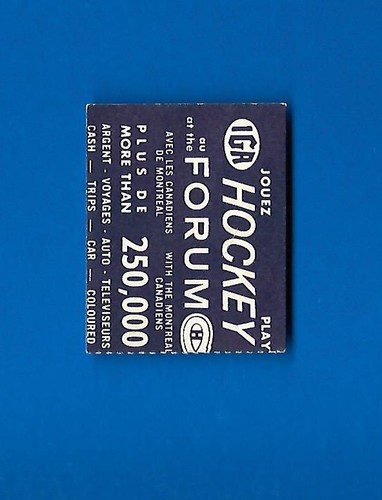 JOUEZ PLAY
IGA HOCKEY
au
at the FORUM
AVEC LES CANADIENS WITH THE MONTREAL
DE MONTREAL CANADIENS
PLUS DE
MORE THAN 250,000
ARGENT - VOYAGES - AUTO - TELEVISEURS
CASH — TRIPS — CAR — COLOURED